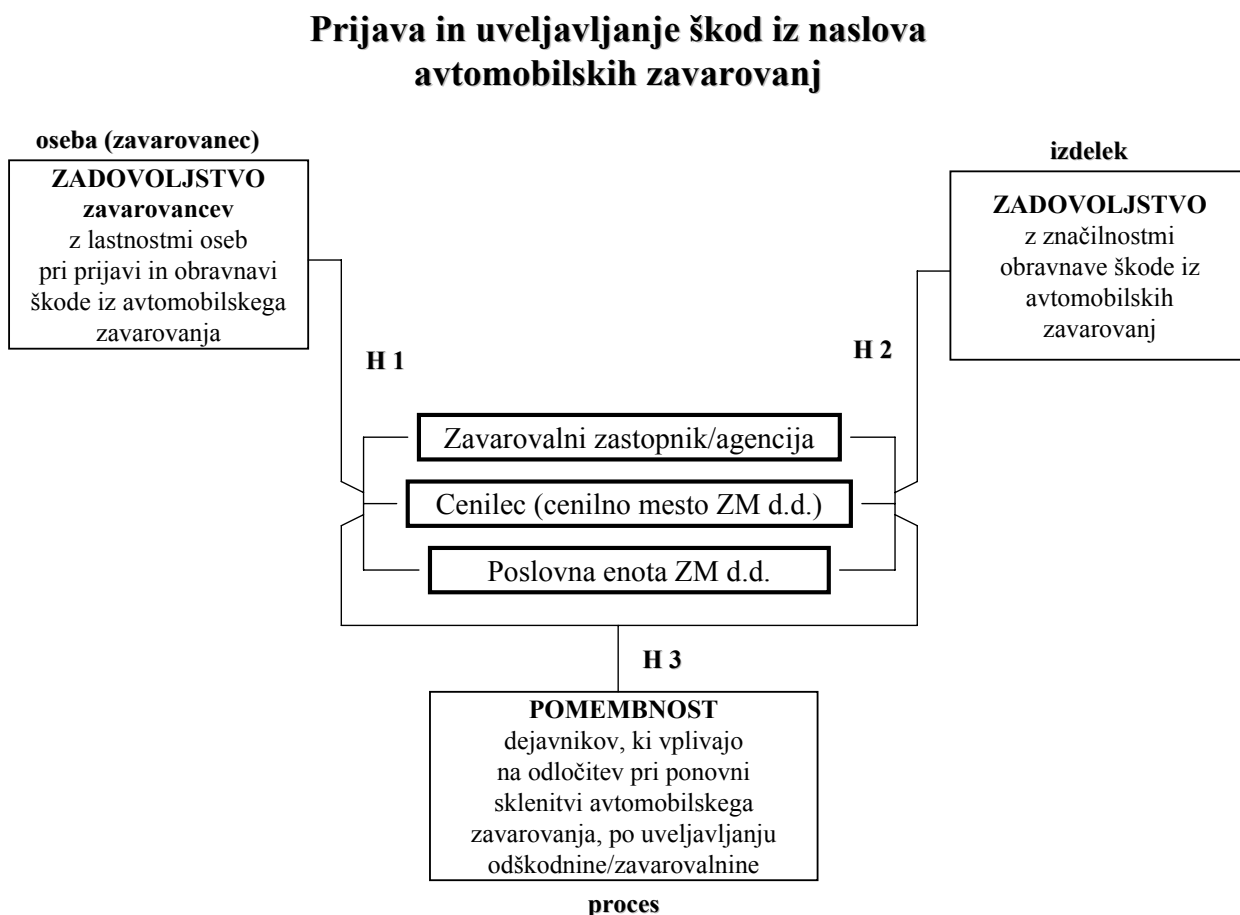 Prijava in uveljavljanje škod iz naslova
avtomobilskih zavarovanj
oseba (zavarovanec)
ZADOVOLJSTVO
zavarovancev
z lastnostmi oseb
pri prijavi in obravnavi
škode iz avtomobilskega
zavarovanja
izdelek
ZADOVOLJSTVO
z značilnostmi
obravnave škode iz
avtomobilskih
zavarovanj
H 1
H 2
Zavarovalni zastopnik/agencija
Cenilec (cenilno mesto ZM d.d.)
Poslovna enota ZM d.d.
H 3
POMEMBNOST
dejavnikov, ki vplivajo
na odločitev pri ponovni
sklenitvi avtomobilskega
zavarovanja, po uveljavljanju
odškodnine/zavarovalnine
proces